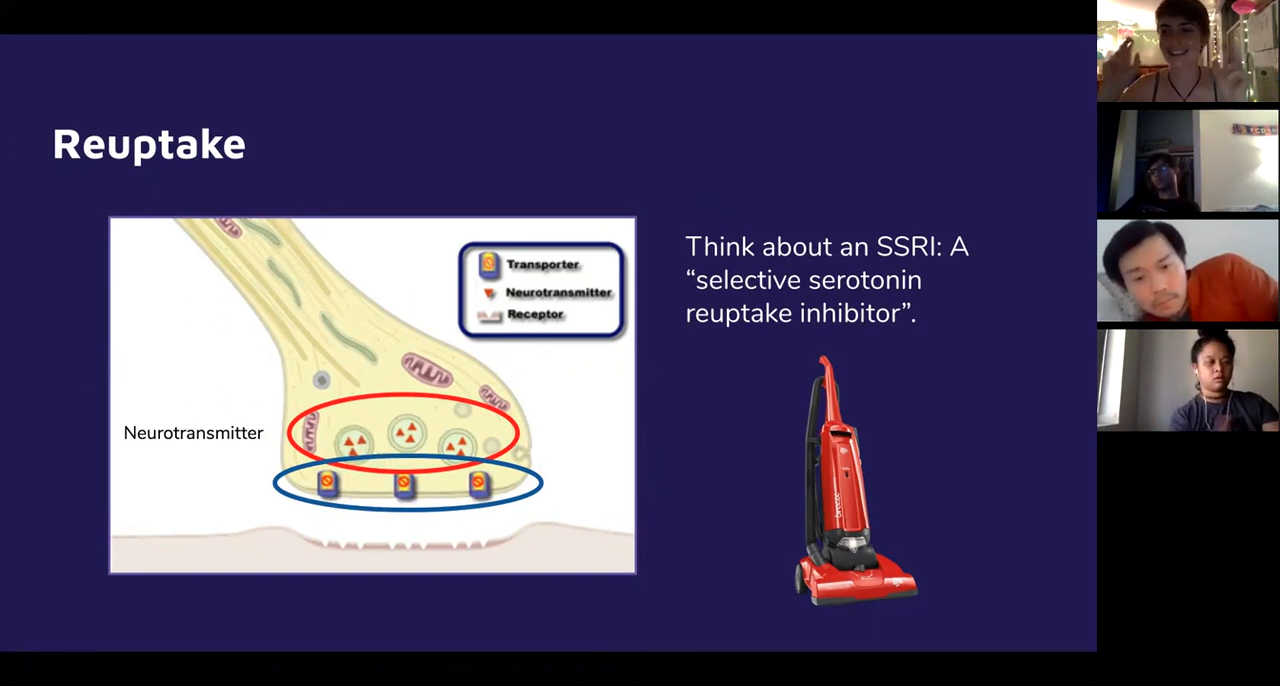 Reuptake
Transporter
Neurotransmitter
Receptor
Neurotransmitter
Think about an SSRI: A
“selective serotonin
reuptake inhibitor”.